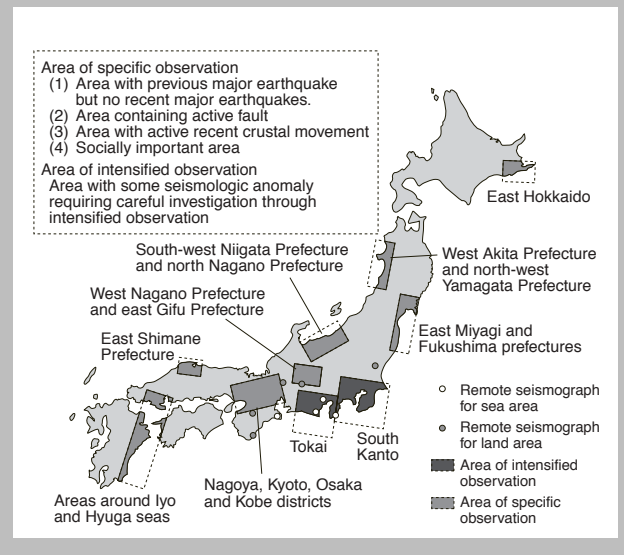 Area of specific observation
(1) Area with previous major earthquake
but no recent major earthquakes.
(2) Area containing active fault
(3) Area with active recent crustal movement
(4) Socially important area
Area of intensified observation
Area with some seismologic anomaly
requiring careful investigation through
intensified observation
East Hokkaido
South-west Niigata Prefecture
and north Nagano Prefecture
West Akita Prefecture
and north-west
Yamagata Prefecture
West Nagano Prefecture
and east Gifu Prefecture
East Miyagi and
Fukushima prefectures
East Shimane
Prefecture
Remote seismograph
for sea area
Remote seismograph
for land area
Tokai
South
Kanto
Area of intensified
observation
Nagoya, Kyoto, Osaka
and Kobe districts
Areas around Iyo
and Hyuga seas
Area of specific
observation